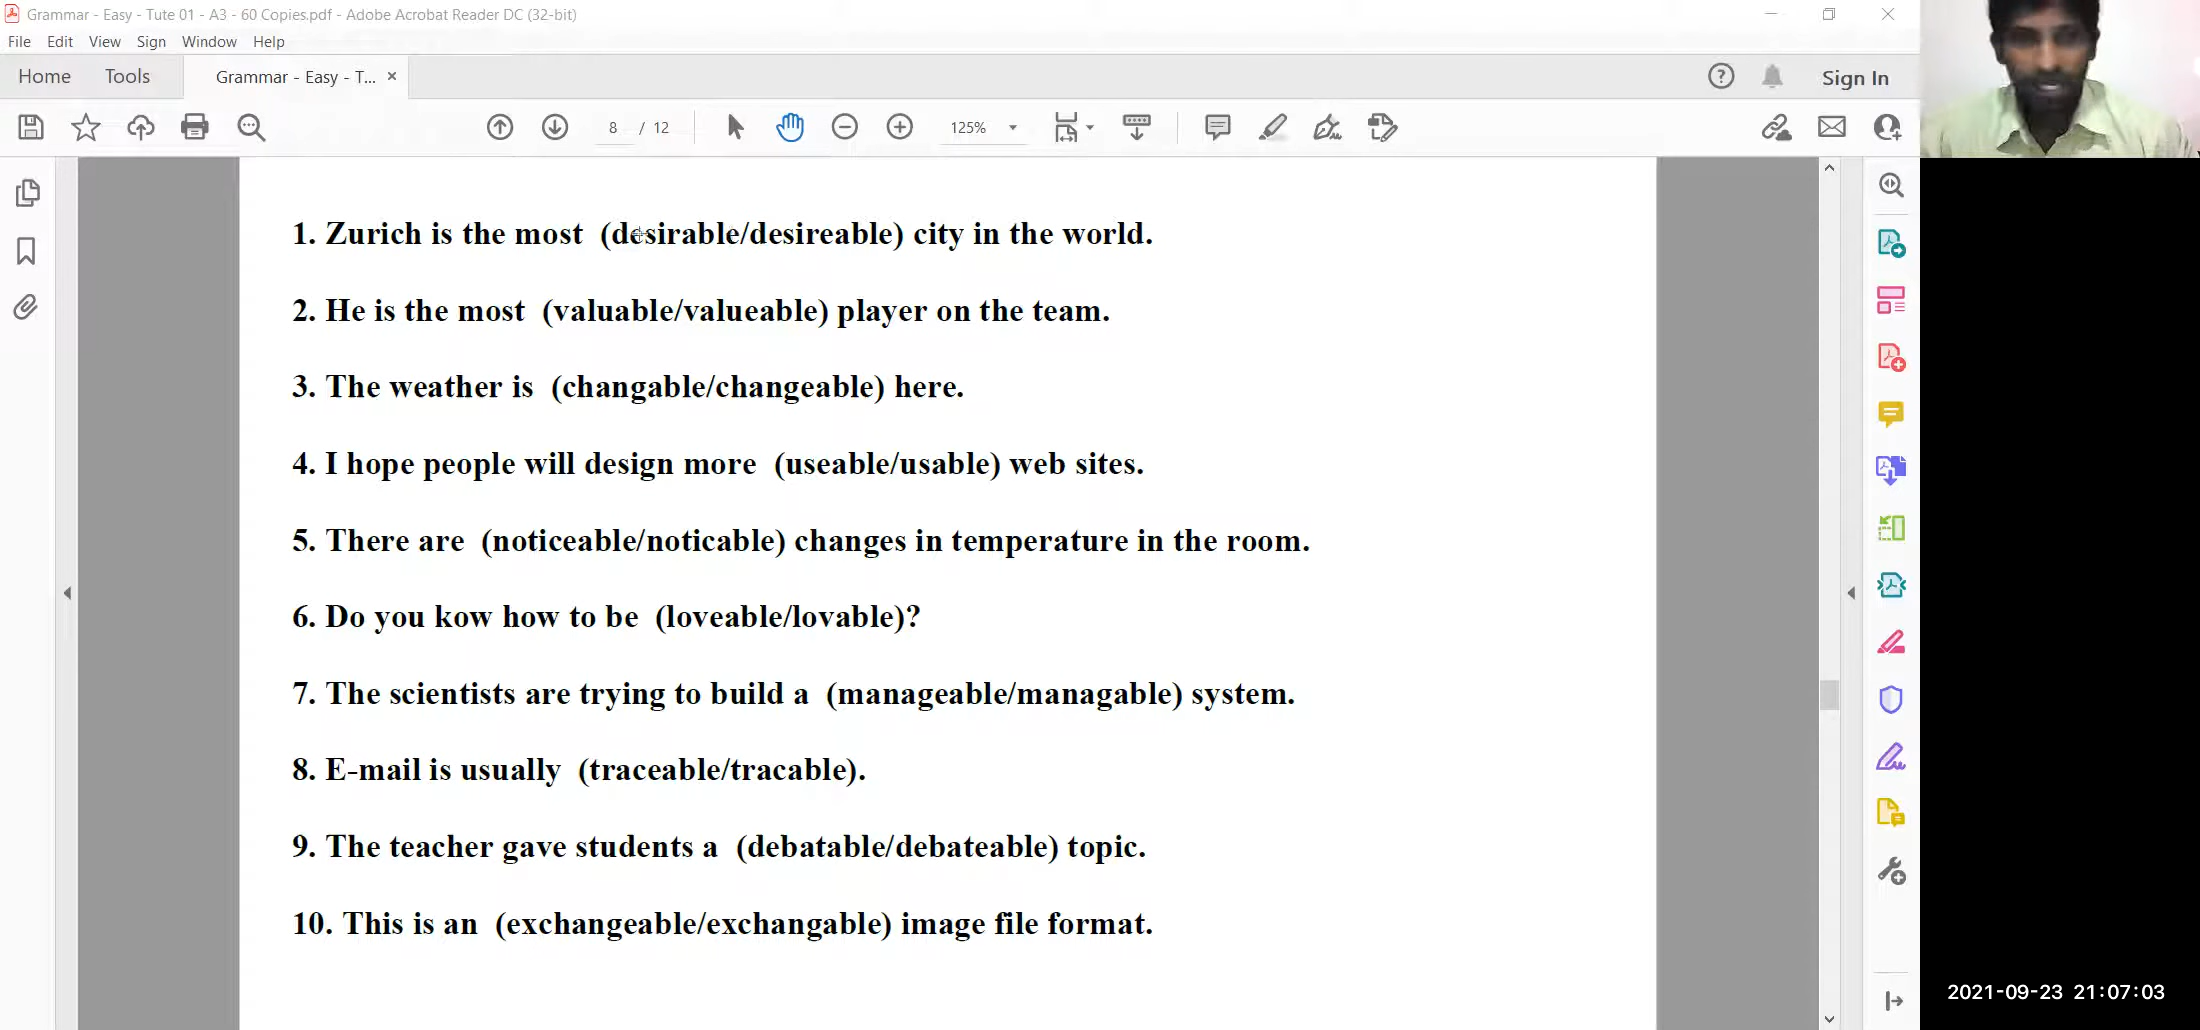 Grammar - Easy - Tute 01 - A3 - 60 Copies.pdf - Adobe Acrobat Reader DC (32-bit)
File Edit View Sign Window Help
Home Tools Grammar - Easy - T... × Sign In
8 / 12 125%
1. Zurich is the most (desirable/desireable) city in the world.
2. He is the most (valuable/valueable) player on the team.
3. The weather is (changable/changeable) here.
4. I hope people will design more (useable/usable) web sites.
5. There are (noticeable/noticable) changes in temperature in the room.
6. Do you kow how to be (loveable/lovable)?
7. The scientists are trying to build a (manageable/managable) system.
8. E-mail is usually (traceable/tracable).
9. The teacher gave students a (debatable/debateable) topic.
10. This is an (exchangeable/exchangable) image file format.
2021-09-23 21:07:03